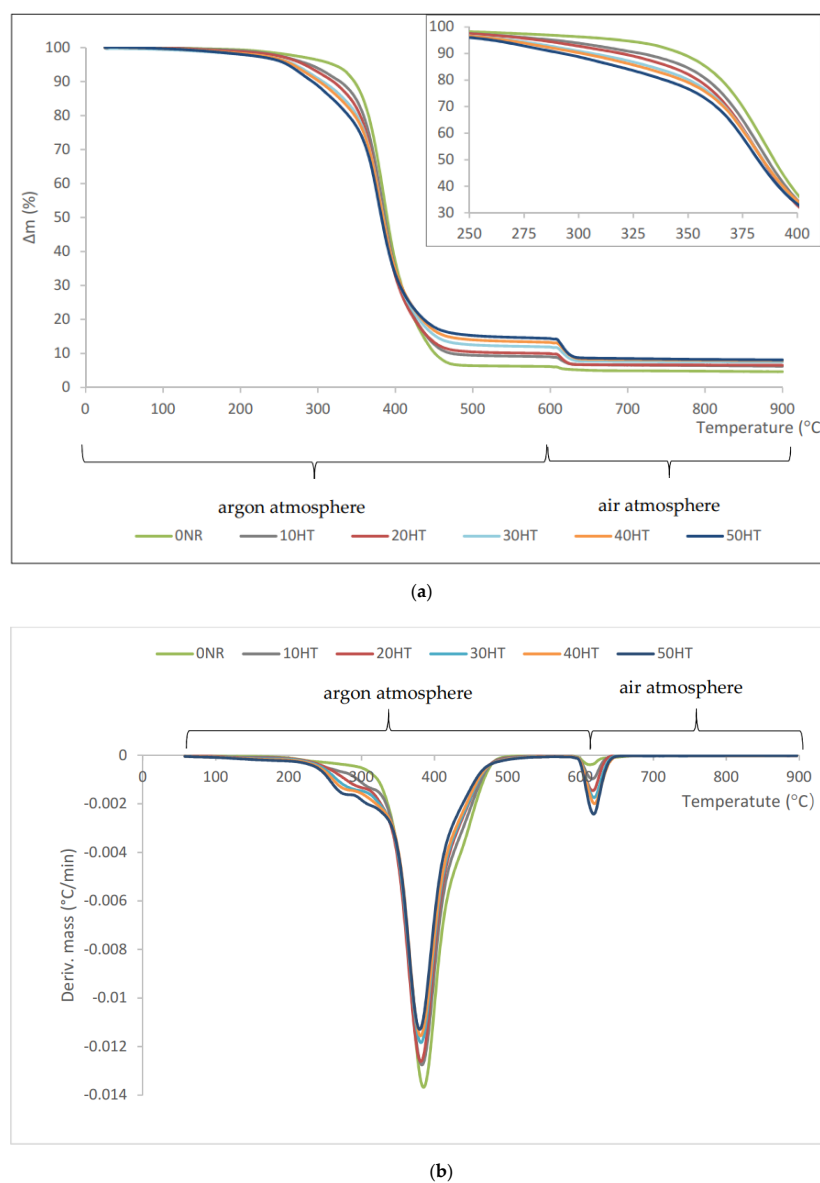 100
90
80
70
60
50
40
30
20
10
0
Δm (%)
0 100 200 300 400 500 600 700 800 900
Temperature (°C)
100
90
80
70
60
50
40
30
250 275 300 325 350 375 400
argon atmosphere air atmosphere
0NR 10HT 20HT 30HT 40HT 50HT
(a)
0NR 10HT 20HT 30HT 40HT 50HT
argon atmosphere air atmosphere
0
-0.002
-0.004
-0.006
-0.008
-0.01
-0.012
-0.014
Deriv. mass (°C/min)
0 100 200 300 400 500 600 700 800 900
Temperatute (°C)
(b)